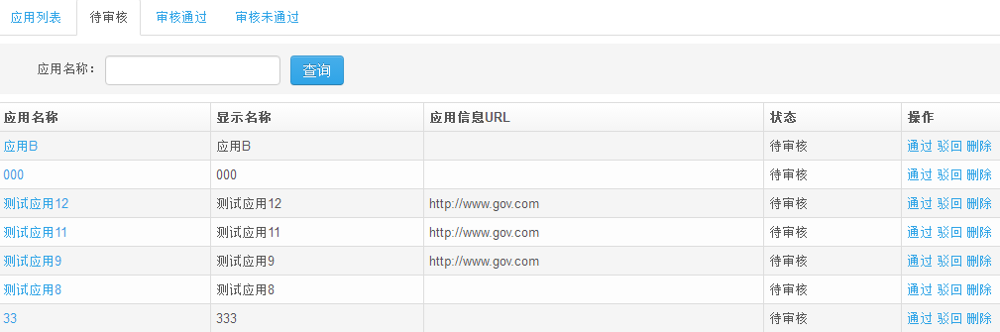 应用列表 待审核 审核通过 审核未通过
应用名称： 查询
应用名称 显示名称 应用信息URL 状态 操作
应用B 应用B 待审核 通过 驳回 删除
000 000 待审核 通过 驳回 删除
测试应用12 测试应用12 http://www.gov.com 待审核 通过 驳回 删除
测试应用11 测试应用11 http://www.gov.com 待审核 通过 驳回 删除
测试应用9 测试应用9 http://www.gov.com 待审核 通过 驳回 删除
测试应用8 测试应用8 待审核 通过 驳回 删除
33 333 待审核 通过 驳回 删除